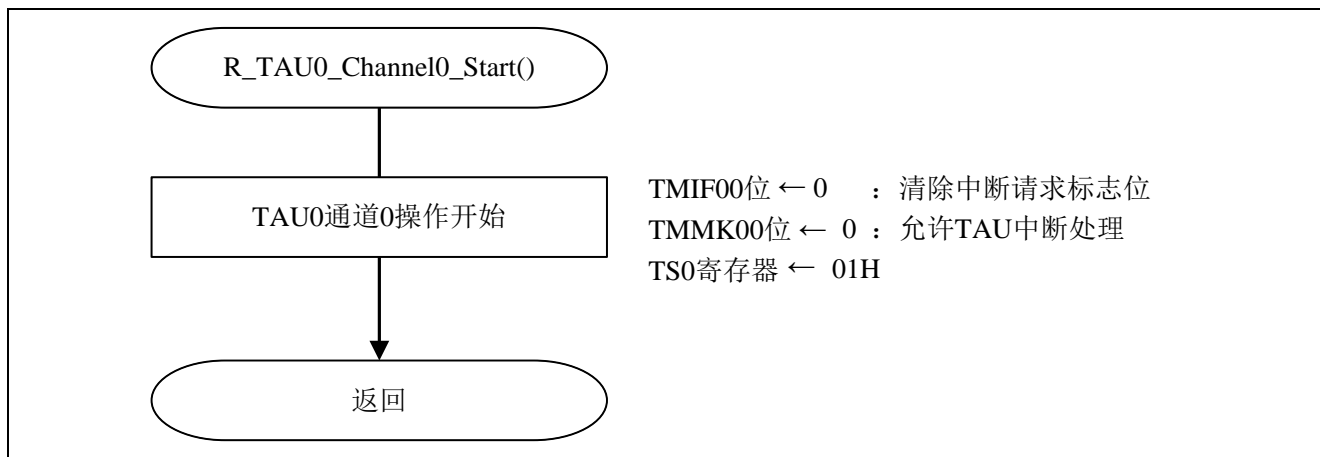 R_TAU0_Channel0_Start()
TAU0通道0操作开始
TMIF00位 ← 0 ：清除中断请求标志位
TMMK00位 ← 0 ：允许TAU中断处理
TS0寄存器 ← 01H
返回